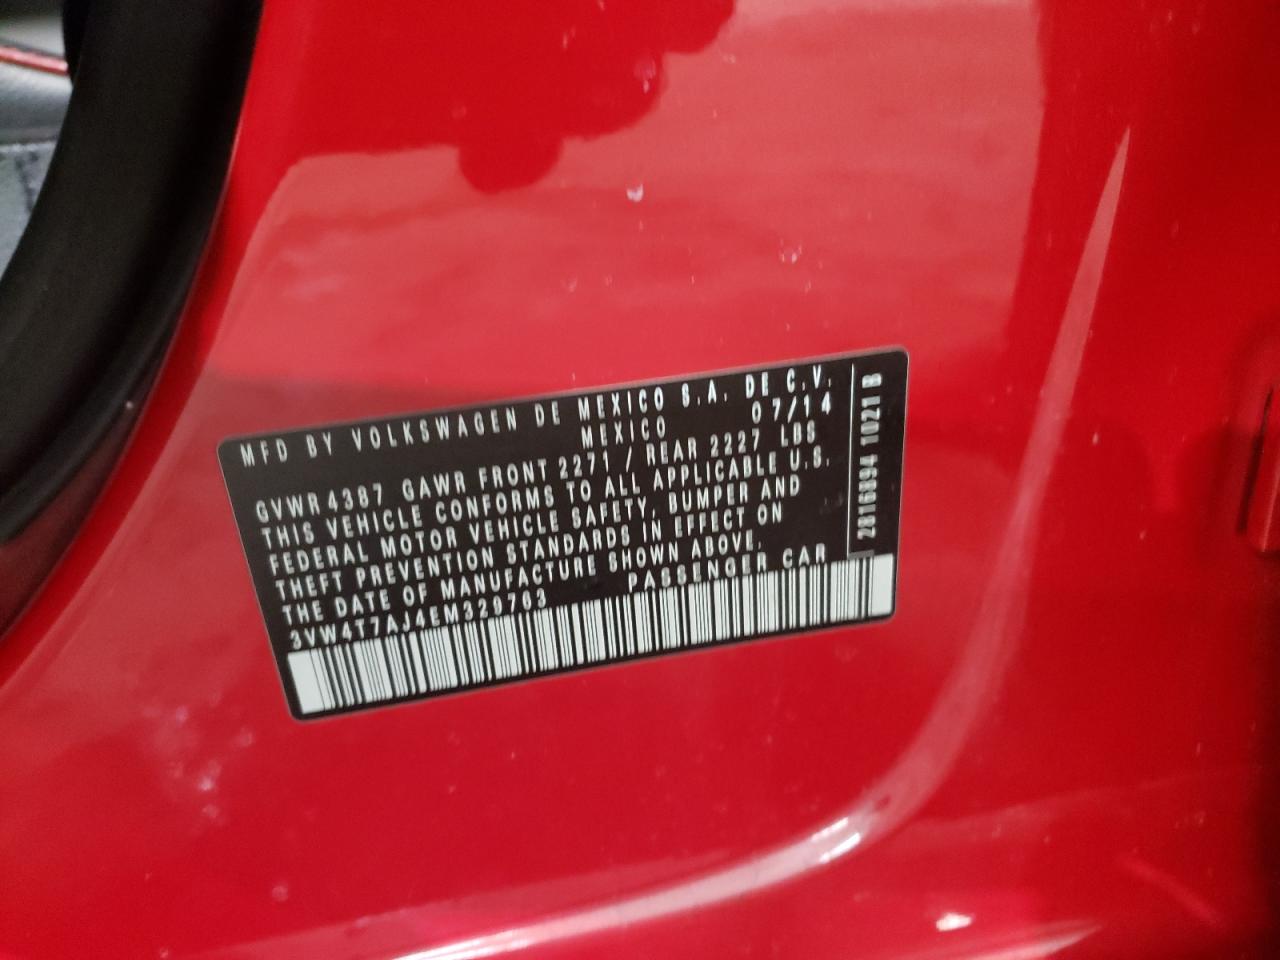 MFD BY VOLKSWAGEN DE MEXICO S.A. DE C.V.
MEXICO 07/14
GVWR 4387 GAWR FRONT 2271 / REAR 2227 LBS
THIS VEHICLE CONFORMS TO ALL APPLICABLE U.S.
FEDERAL MOTOR VEHICLE SAFETY, BUMPER AND
THEFT PREVENTION STANDARDS IN EFFECT ON
THE DATE OF MANUFACTURE SHOWN ABOVE.
3VW4T7AJ4EM329763 PASSENGER CAR
2816894 1021 B